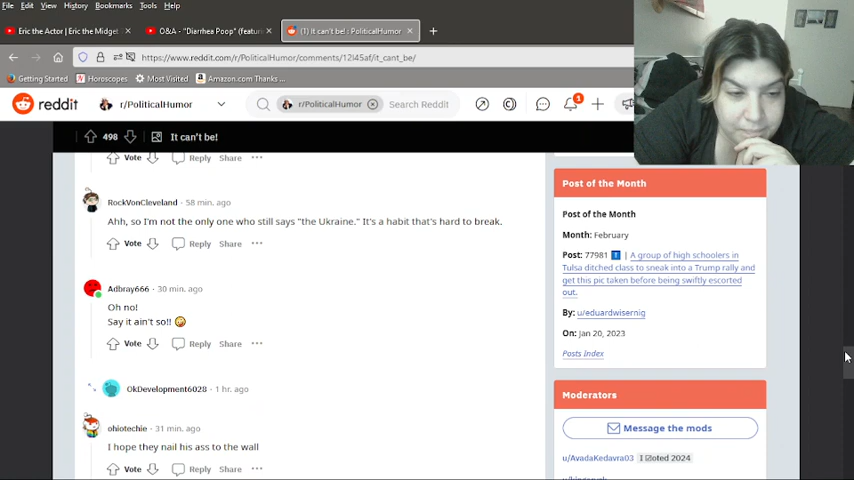 File Edit View History Bookmarks Tools Help
Eric the Actor | Eric the Midget
O&A - "Diarrhea Poop" (featur
(1) It can't be! : PoliticalHumor
https://www.reddit.com/r/PoliticalHumor/comments/12l45af/it_cant_be/
Getting Started Horoscopes Most Visited Amazon.com Thanks ...
reddit r/PoliticalHumor r/PoliticalHumor Search Reddit 1
498 It can't be!
Vote Reply Share ...
RockVonCleveland · 58 min. ago
Ahh, so I'm not the only one who still says "the Ukraine." It's a habit that's hard to break.
Vote Reply Share ...
Adbray666 · 30 min. ago
Oh no!
Say it ain't so!! 🤪
Vote Reply Share ...
OkDevelopment6028 · 1 hr. ago
ohiotechie · 31 min. ago
I hope they nail his ass to the wall
Vote Reply Share ...
Post of the Month
Post of the Month
Month: February
Post: 77981 | A group of high schoolers in
Tulsa ditched class to sneak into a Trump rally and
get this pic taken before being swiftly escorted
out.
By: u/eduardwisernig
On: Jan 20, 2023
Posts Index
Moderators
Message the mods
u/AvadaKedavra03 I ☑oted 2024